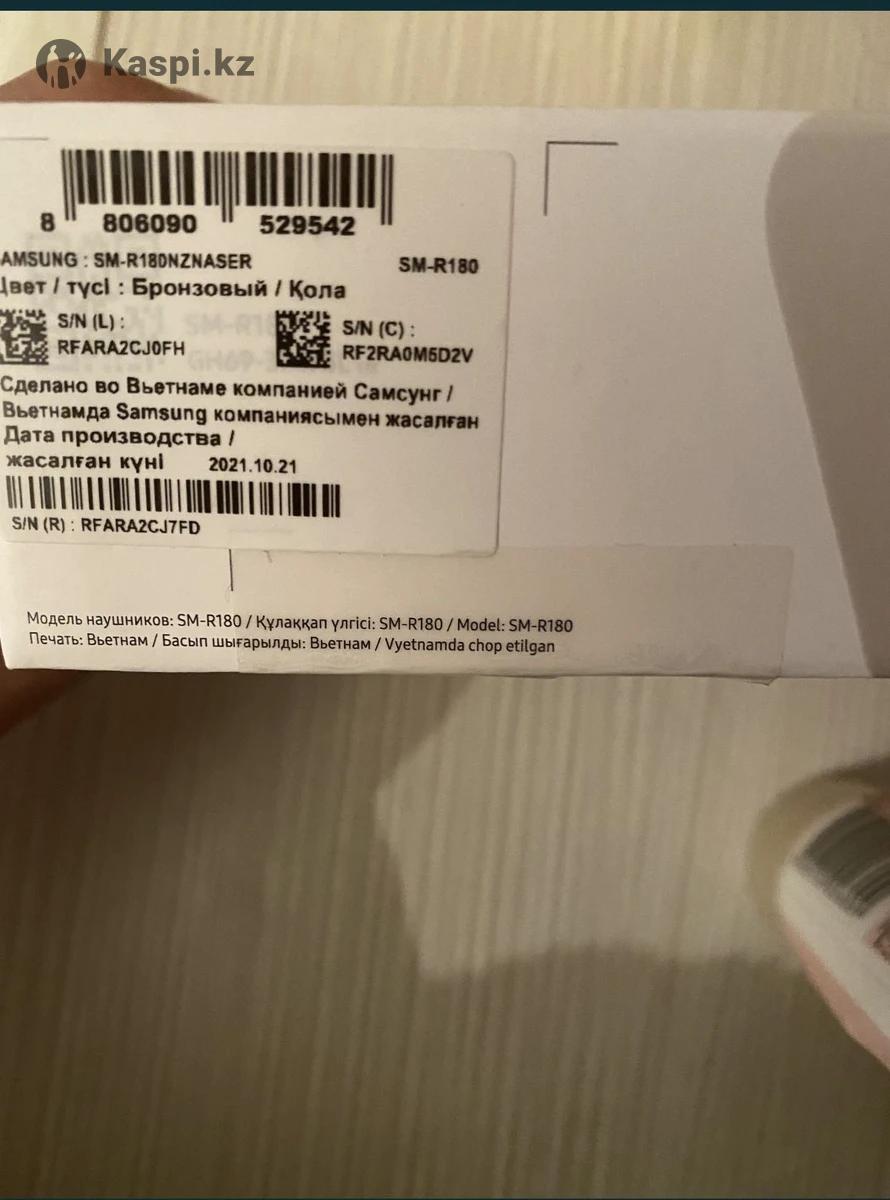 Kaspi.kz
8 806090 529542
AMSUNG : SM-R180NZNASER SM-R180
Цвет / түсі : Бронзовый / Қола
S/N (L) : S/N (C) :
RFARA2CJ0FH RF2RA0M5D2V
Сделано во Вьетнаме компанией Самсунг /
Вьетнамда Samsung компаниясымен жасалған
Дата производства /
жасалған күні 2021.10.21
S/N (R) : RFARA2CJ7FD
Модель наушников: SM-R180 / Құлаққап үлгісі: SM-R180 / Model: SM-R180
Печать: Вьетнам / Басып шығарылды: Вьетнам / Vyetnamda chop etilgan